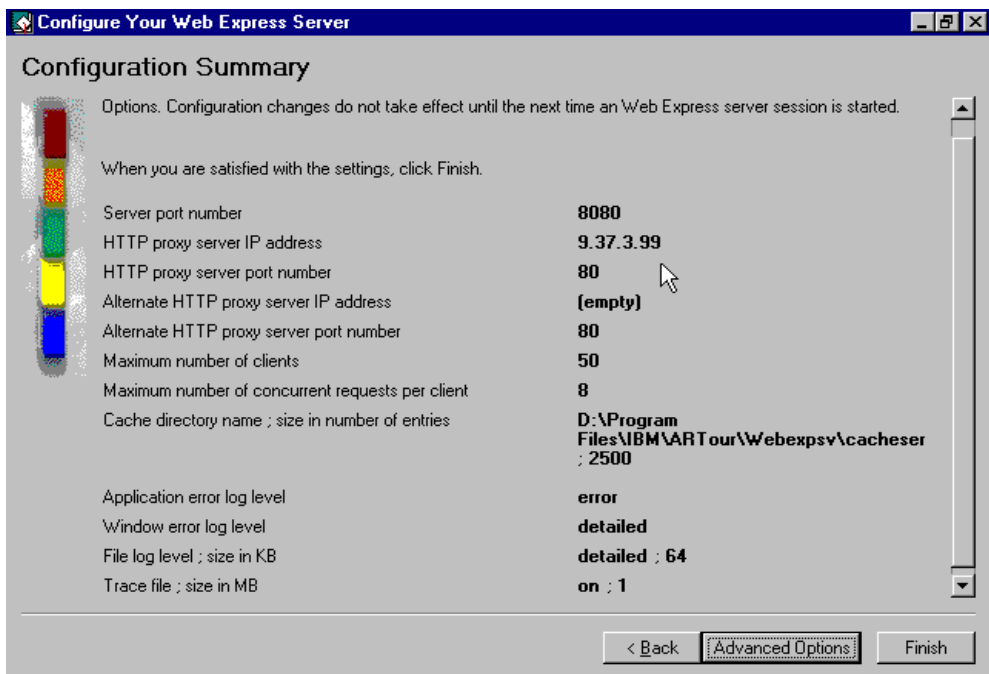 Configure Your Web Express Server
Configuration Summary
Options. Configuration changes do not take effect until the next time an Web Express server session is started.
When you are satisfied with the settings, click Finish.
Server port number 8080
HTTP proxy server IP address 9.37.3.99
HTTP proxy server port number 80
Alternate HTTP proxy server IP address (empty)
Alternate HTTP proxy server port number 80
Maximum number of clients 50
Maximum number of concurrent requests per client 8
Cache directory name ; size in number of entries D:\Program
Files\IBM\ARTour\Webexpsv\cacheser
; 2500
Application error log level error
Window error log level detailed
File log level ; size in KB detailed ; 64
Trace file ; size in MB on ; 1
< Back Advanced Options Finish